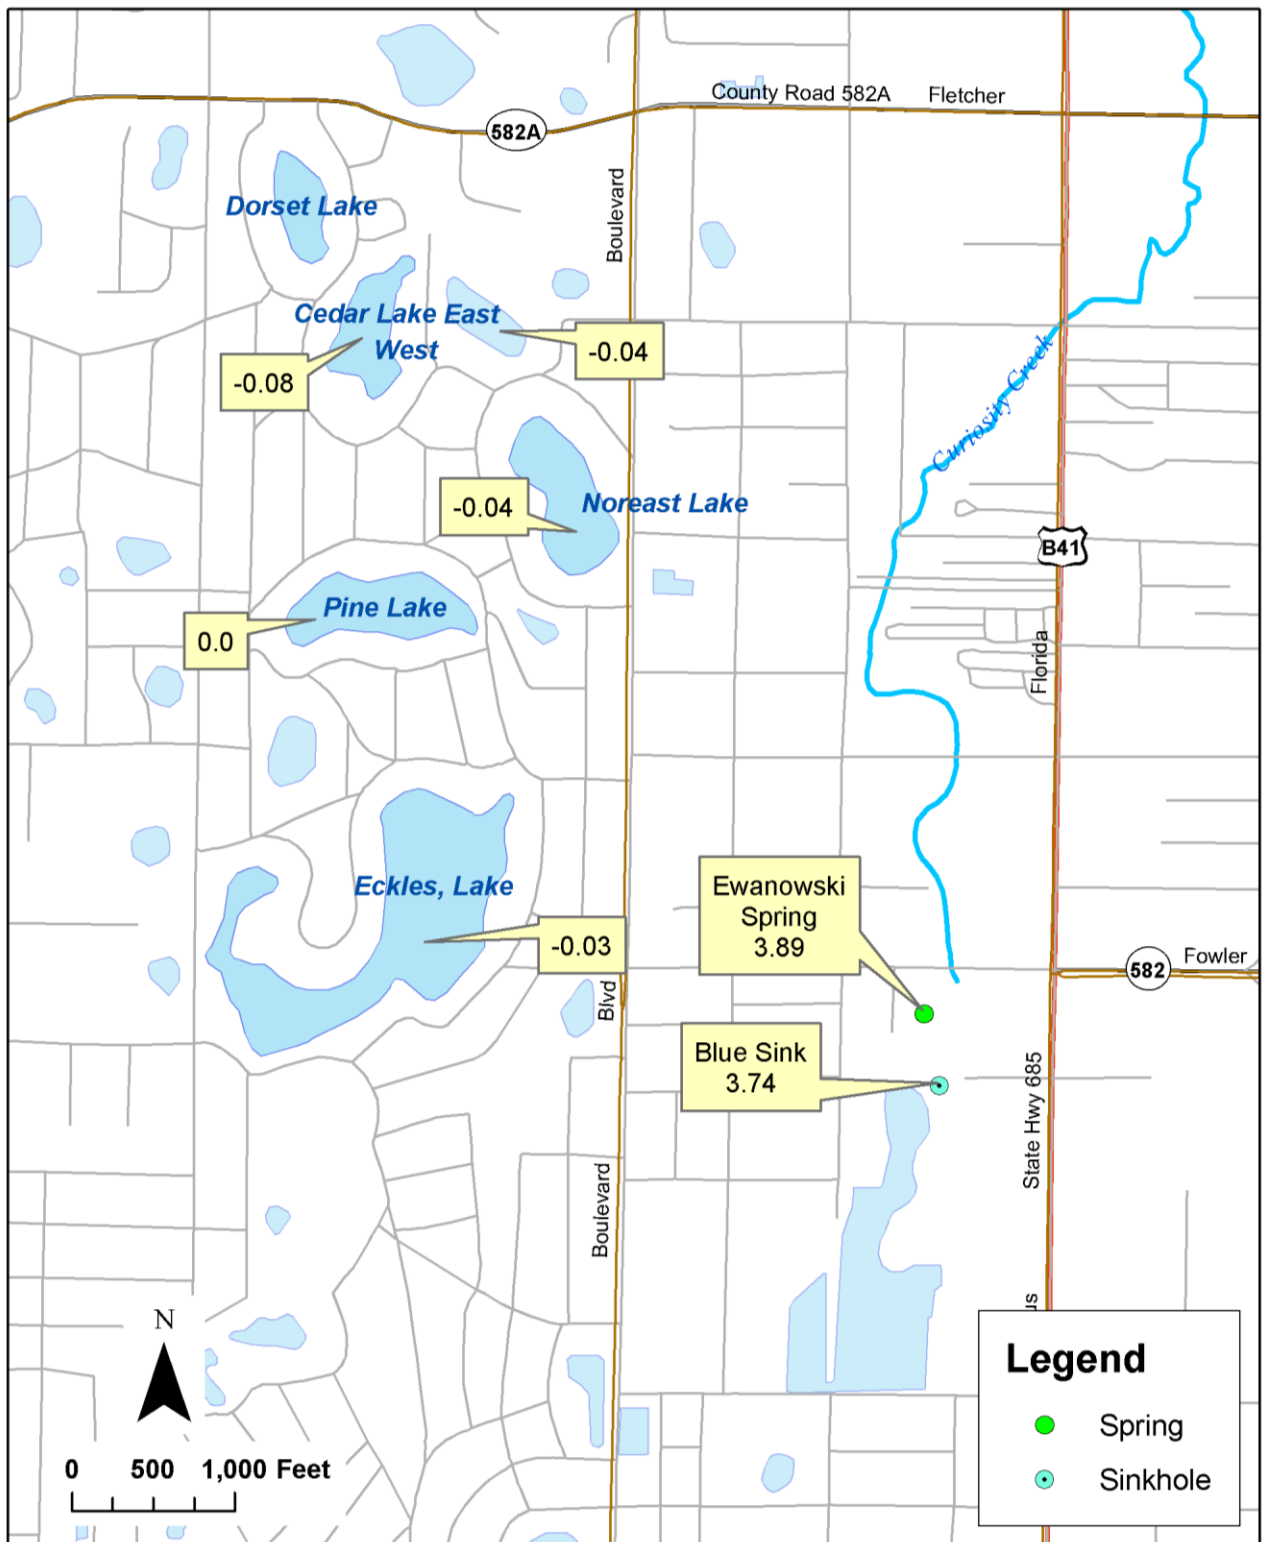 County Road 582A
Fletcher
582A
Boulevard
Dorset Lake
Cedar Lake East
West
-0.04
-0.08
Curiosity Creek
-0.04
Noreast Lake
B41
Pine Lake
0.0
Florida
Eckles, Lake
Ewanowski
Spring
3.89
-0.03
582
Fowler
Blvd
Blue Sink
3.74
State Hwy 685
Boulevard
us
N
0 500 1,000 Feet
Legend
Spring
Sinkhole